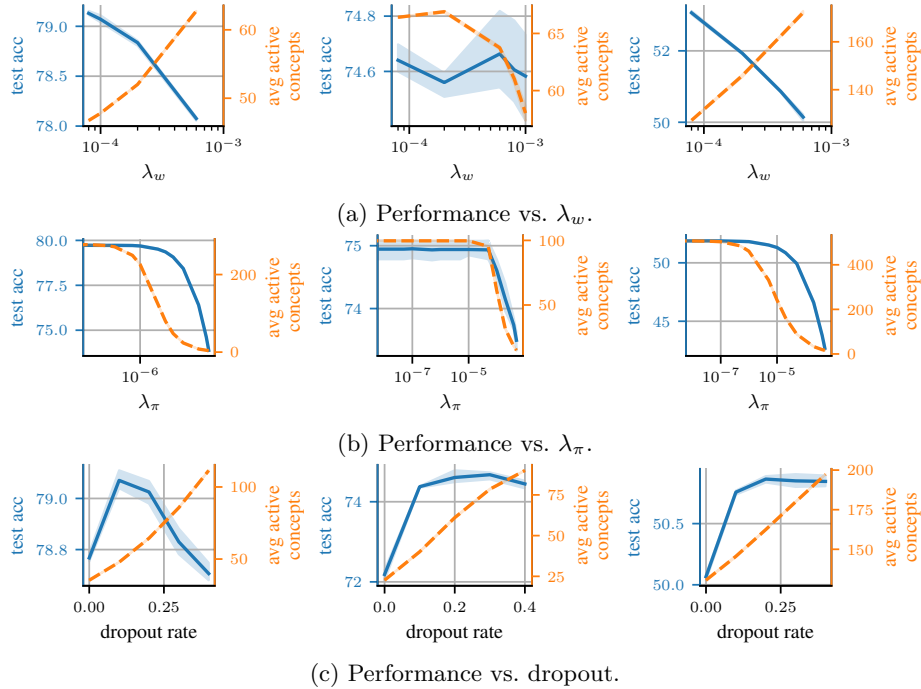 79.0 78.5 78.0 test acc 60 50 avg active concepts 10⁻⁴ 10⁻³ λ_w
74.8 74.6 test acc 65 60 avg active concepts 10⁻⁴ 10⁻³ λ_w
52 50 test acc 160 140 avg active concepts 10⁻⁴ 10⁻³ λ_w
(a) Performance vs. λ_w.
80.0 77.5 75.0 test acc 200 0 avg active concepts 10⁻⁶ λ_π
75 74 test acc 100 50 avg active concepts 10⁻⁷ 10⁻⁵ λ_π
50 45 test acc 400 200 0 avg active concepts 10⁻⁷ 10⁻⁵ λ_π
(b) Performance vs. λ_π.
79.0 78.8 test acc 100 50 avg active concepts 0.00 0.25 dropout rate
74 72 test acc 75 50 25 avg active concepts 0.0 0.2 0.4 dropout rate
50.5 50.0 test acc 200 175 150 avg active concepts 0.00 0.25 dropout rate
(c) Performance vs. dropout.